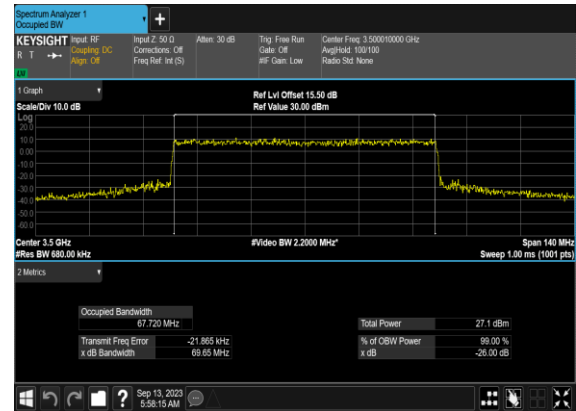 Spectrum Analyzer 1
Occupied BW
+
KEYSIGHT Input: RF Input Z: 50 Ω Atten: 30 dB Trig: Free Run Center Freq: 3.500010000 GHz
R T Coupling: DC Corrections: Off Gate: Off Avg|Hold: 100/100
Align: Off Freq Ref: Int (S) #IF Gain: Low Radio Std: None
1 Graph
Scale/Div 10.0 dB
Ref Lvl Offset 15.50 dB
Ref Value 30.00 dBm
Log
20.0
10.0
0.00
-10.0
-20.0
-30.0
-40.0
-50.0
-60.0
Center 3.5 GHz #Video BW 2.2000 MHz* Span 140 MHz
#Res BW 680.00 kHz Sweep 1.00 ms (1001 pts)
2 Metrics
Occupied Bandwidth
67.720 MHz Total Power 27.1 dBm
Transmit Freq Error -21.865 kHz % of OBW Power 99.00 %
x dB Bandwidth 69.65 MHz x dB -26.00 dB
? Sep 13, 2023
5:58:15 AM